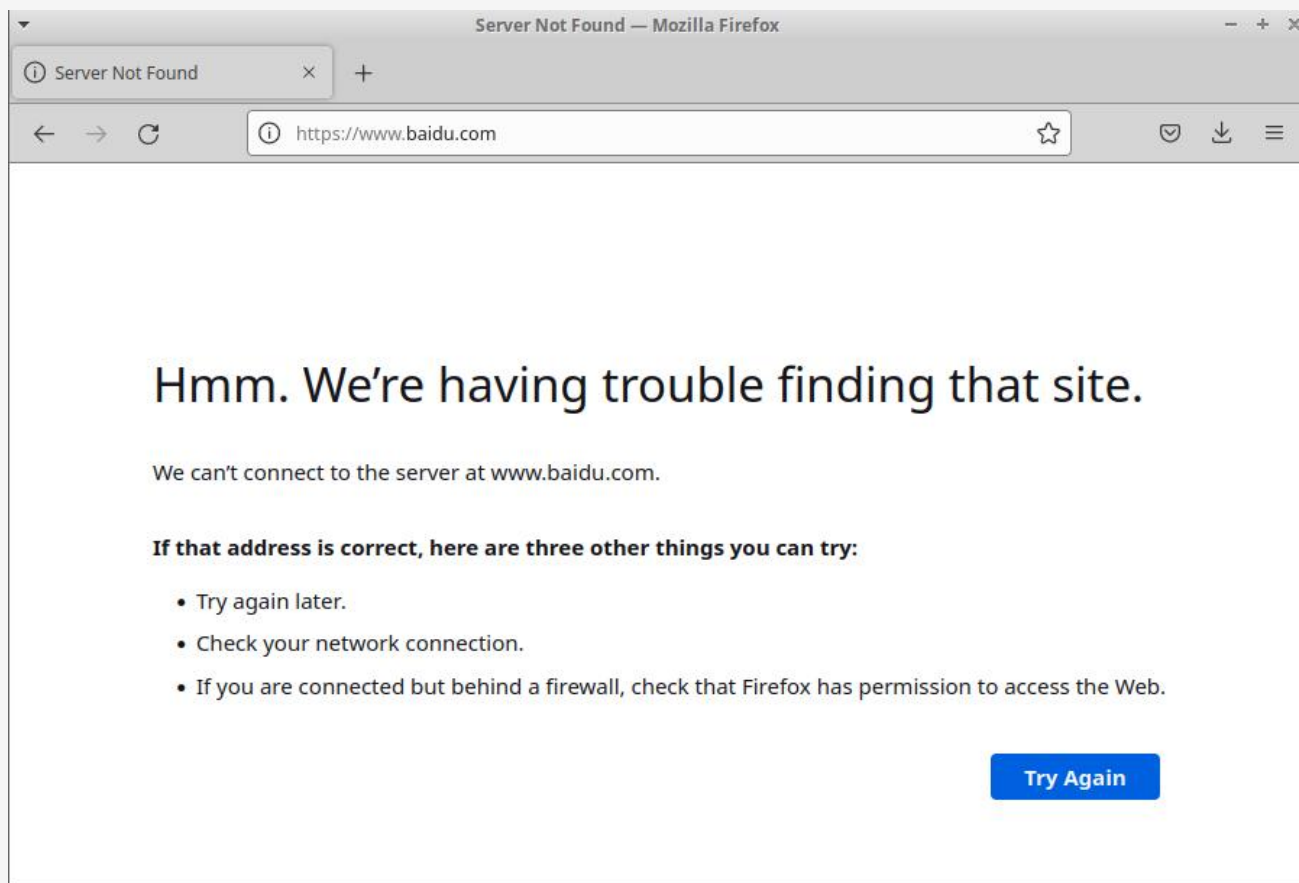 Server Not Found — Mozilla Firefox
Server Not Found
https://www.baidu.com
Hmm. We’re having trouble finding that site.
We can’t connect to the server at www.baidu.com.
If that address is correct, here are three other things you can try:
• Try again later.
• Check your network connection.
• If you are connected but behind a firewall, check that Firefox has permission to access the Web.
Try Again